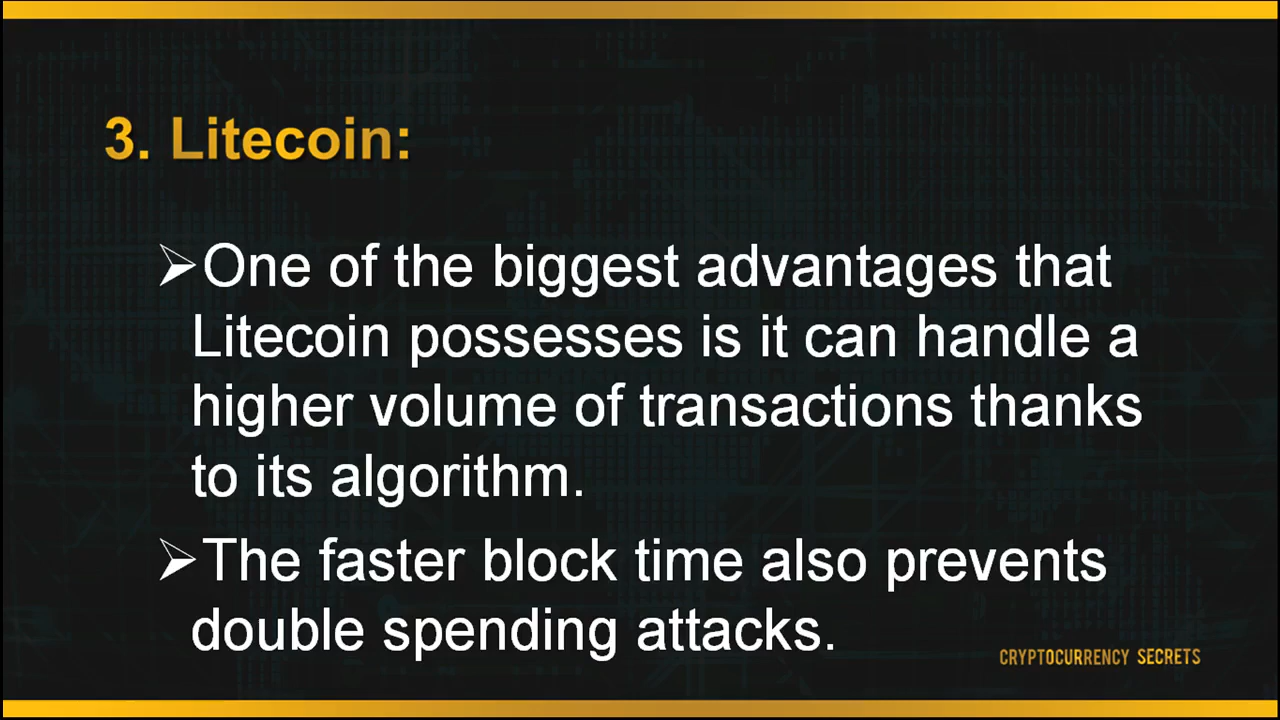 3. Litecoin:
➢One of the biggest advantages that
Litecoin possesses is it can handle a
higher volume of transactions thanks
to its algorithm.
➢The faster block time also prevents
double spending attacks.
CRYPTOCURRENCY SECRETS